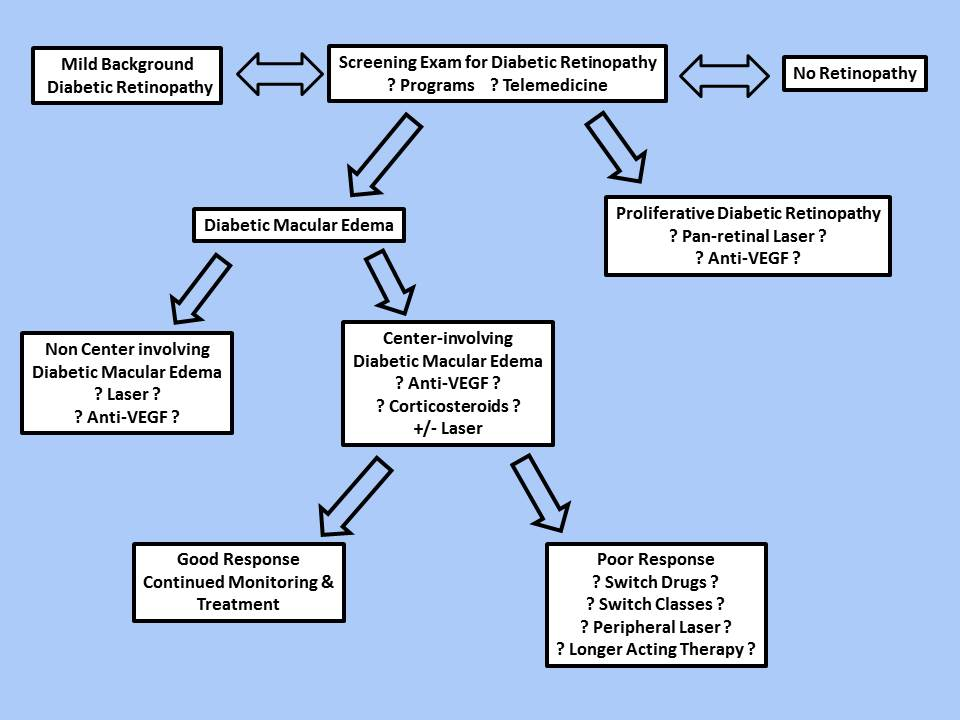 Mild Background
Diabetic Retinopathy
Screening Exam for Diabetic Retinopathy
? Programs ? Telemedicine
No Retinopathy
Diabetic Macular Edema
Proliferative Diabetic Retinopathy
? Pan-retinal Laser ?
? Anti-VEGF ?
Non Center involving
Diabetic Macular Edema
? Laser ?
? Anti-VEGF ?
Center-involving
Diabetic Macular Edema
? Anti-VEGF ?
? Corticosteroids ?
+/- Laser
Good Response
Continued Monitoring &
Treatment
Poor Response
? Switch Drugs ?
? Switch Classes ?
? Peripheral Laser ?
? Longer Acting Therapy ?